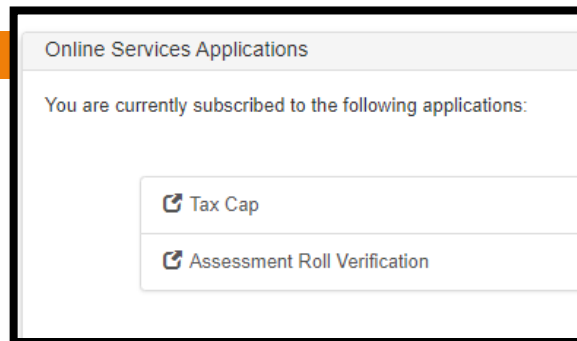 Online Services Applications
You are currently subscribed to the following applications:
Tax Cap
Assessment Roll Verification